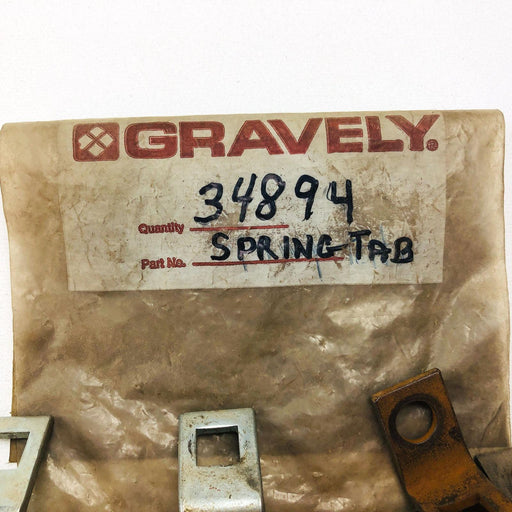 GRAVELY®
Quantity 34894
Part No. SPRING TAB